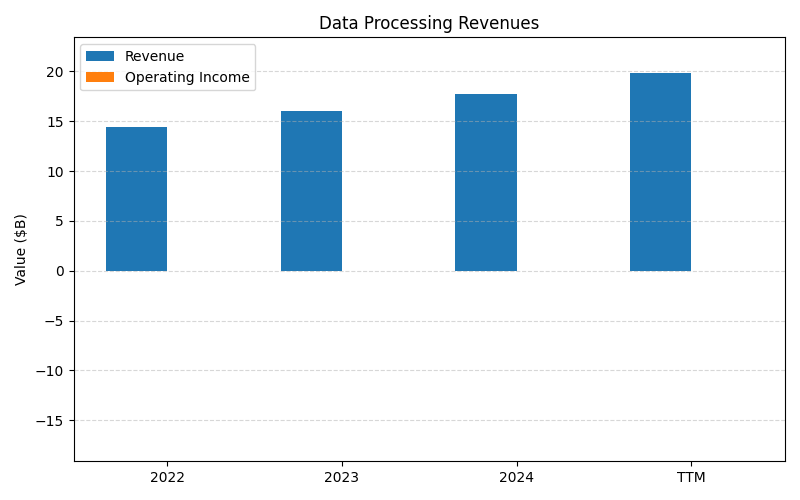 Data Processing Revenues
Revenue
Operating Income
Value ($B)
20
15
10
5
0
−5
−10
−15
2022 2023 2024 TTM